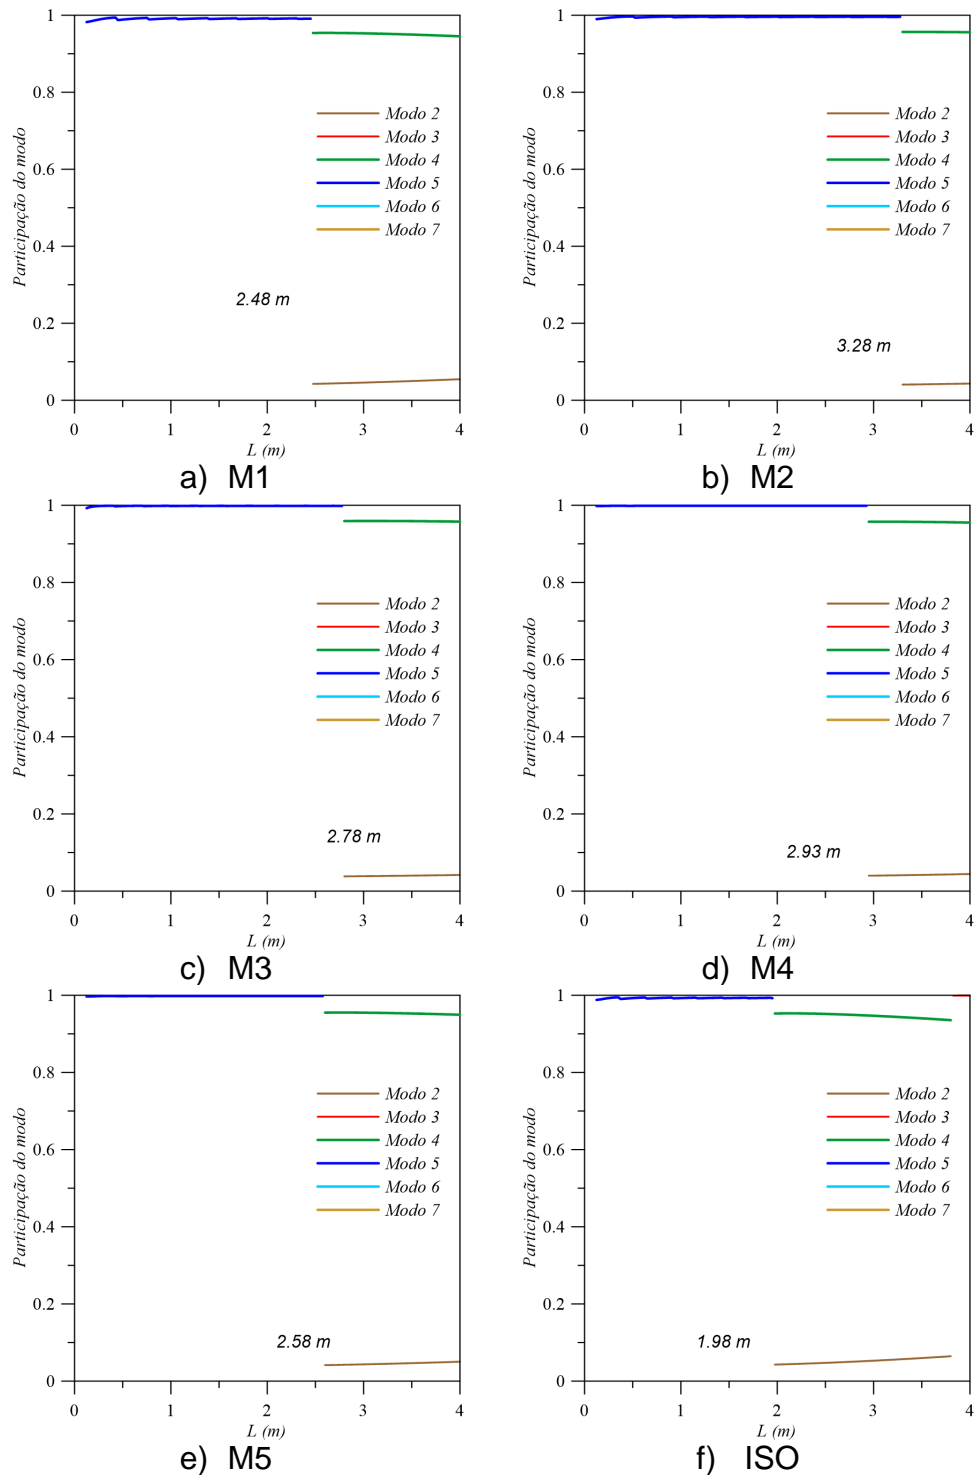 1
0.8
0.6
0.4
0.2
0
Participação do modo
Modo 2
Modo 3
Modo 4
Modo 5
Modo 6
Modo 7
2.48 m
0 1 2 3 4
L (m)
a) M1
1
0.8
0.6
0.4
0.2
0
Participação do modo
Modo 2
Modo 3
Modo 4
Modo 5
Modo 6
Modo 7
3.28 m
0 1 2 3 4
L (m)
b) M2
1
0.8
0.6
0.4
0.2
0
Participação do modo
Modo 2
Modo 3
Modo 4
Modo 5
Modo 6
Modo 7
2.78 m
0 1 2 3 4
L (m)
c) M3
1
0.8
0.6
0.4
0.2
0
Participação do modo
Modo 2
Modo 3
Modo 4
Modo 5
Modo 6
Modo 7
2.93 m
0 1 2 3 4
L (m)
d) M4
1
0.8
0.6
0.4
0.2
0
Participação do modo
Modo 2
Modo 3
Modo 4
Modo 5
Modo 6
Modo 7
2.58 m
0 1 2 3 4
L (m)
e) M5
1
0.8
0.6
0.4
0.2
0
Participação do modo
Modo 2
Modo 3
Modo 4
Modo 5
Modo 6
Modo 7
1.98 m
0 1 2 3 4
L (m)
f) ISO